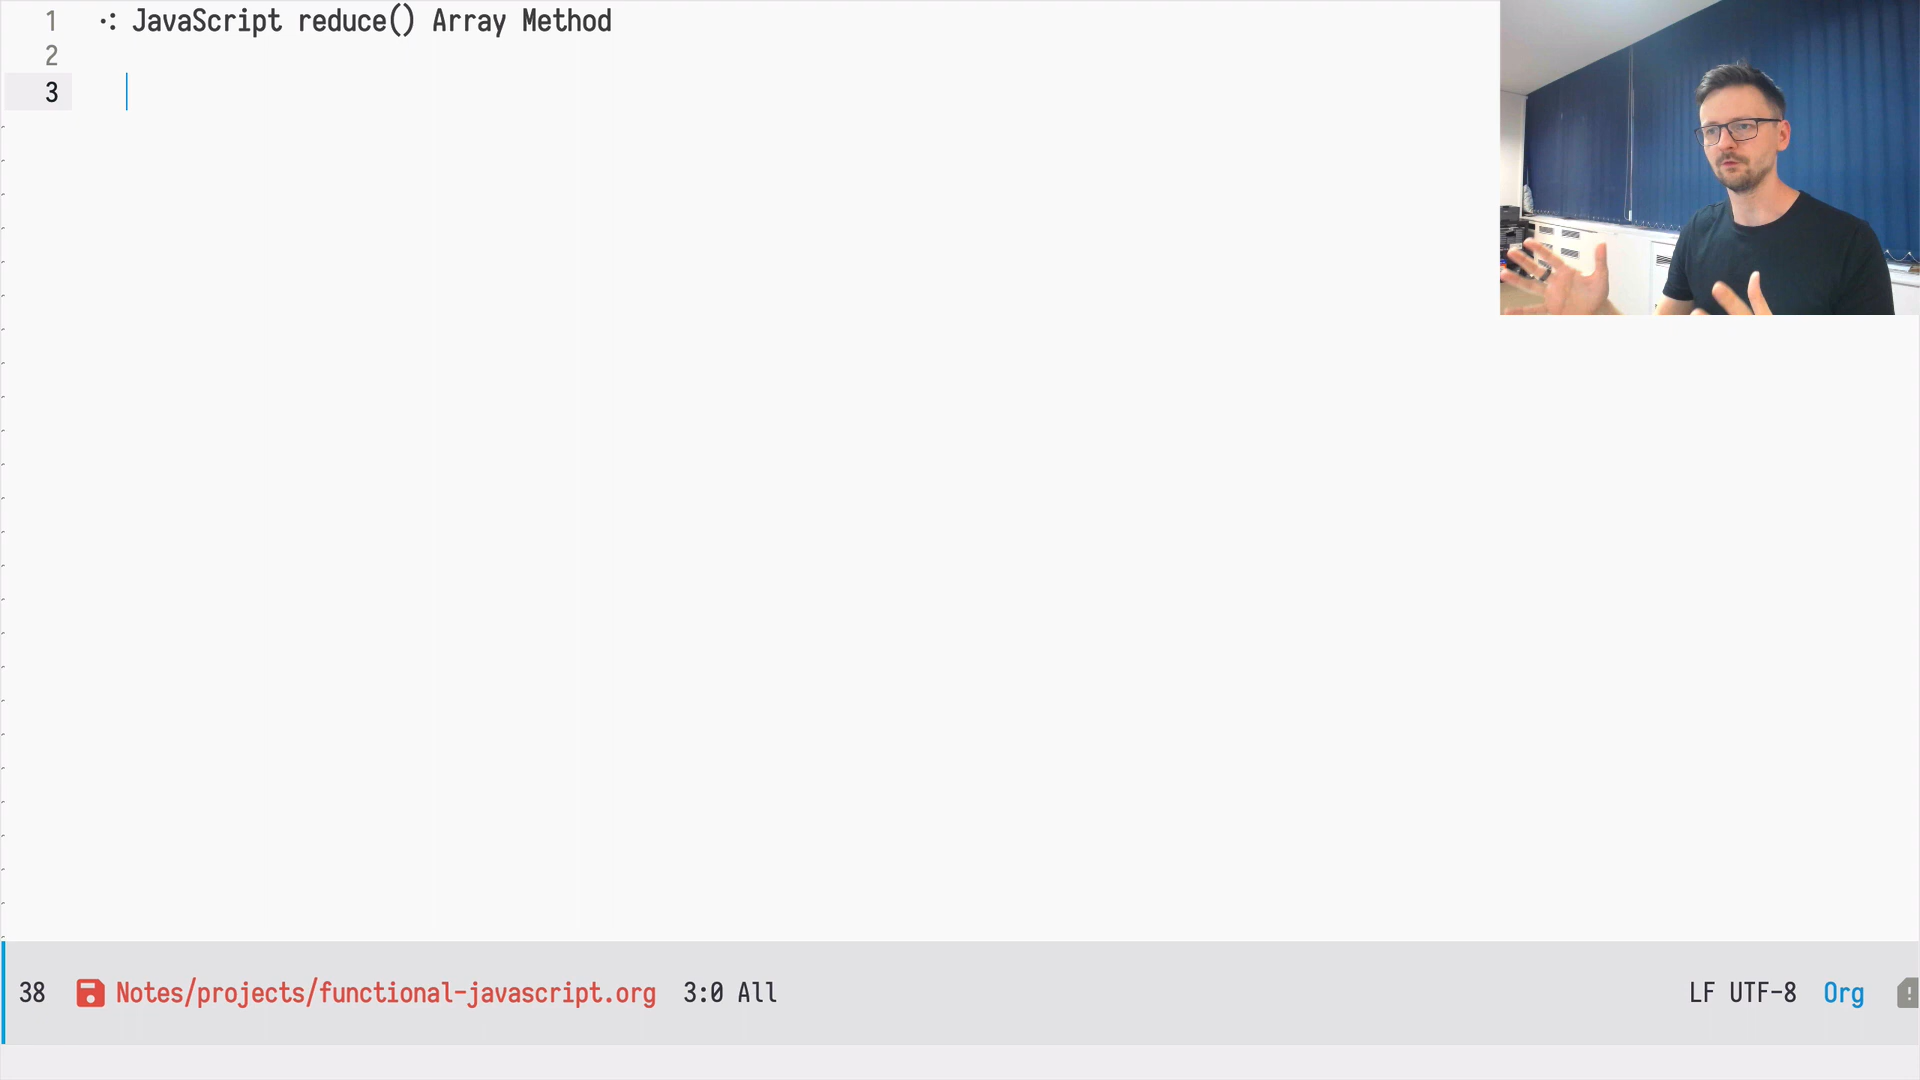 1 JavaScript reduce() Array Method
2
3
38 Notes/projects/functional-javascript.org 3:0 All LF UTF-8 Org